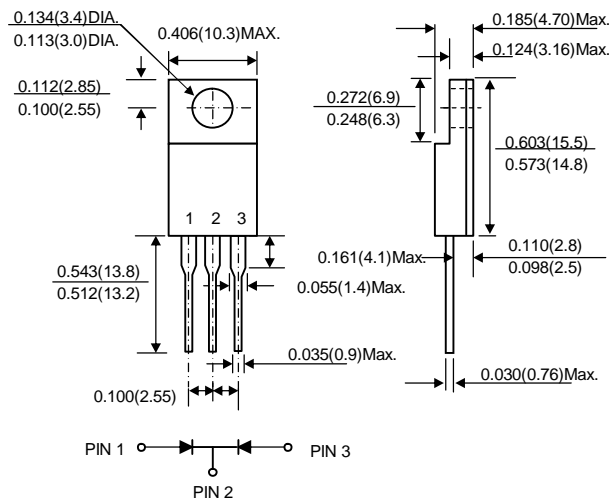 0.134(3.4)DIA.
0.113(3.0)DIA.
0.406(10.3)MAX.
0.112(2.85)
0.100(2.55)
1 2 3
0.543(13.8)
0.512(13.2)
0.055(1.4)Max.
0.035(0.9)Max.
0.100(2.55)
0.185(4.70)Max.
0.124(3.16)Max.
0.272(6.9)
0.248(6.3)
0.603(15.5)
0.573(14.8)
0.161(4.1)Max.
0.110(2.8)
0.098(2.5)
0.030(0.76)Max.
PIN 1
PIN 3
PIN 2